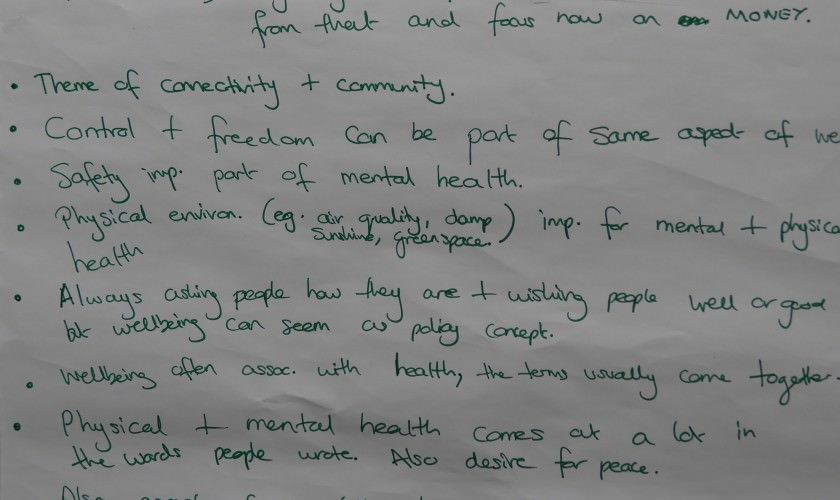 from that and focus now on MONEY.
• Theme of connectivity + community.
• Control + freedom can be part of same aspect of we
• Safety imp. part of mental health.
• Physical environ. (eg. air quality, damp) imp. for mental + physica
sunshine, greenspace.
health
• Always asking people how they are + wishing people well or good
but wellbeing can seem as policy concept.
• Wellbeing often assoc. with health, the terms usually come together.
• Physical + mental health comes at a lot in
the words people wrote. Also desire for peace.
Also